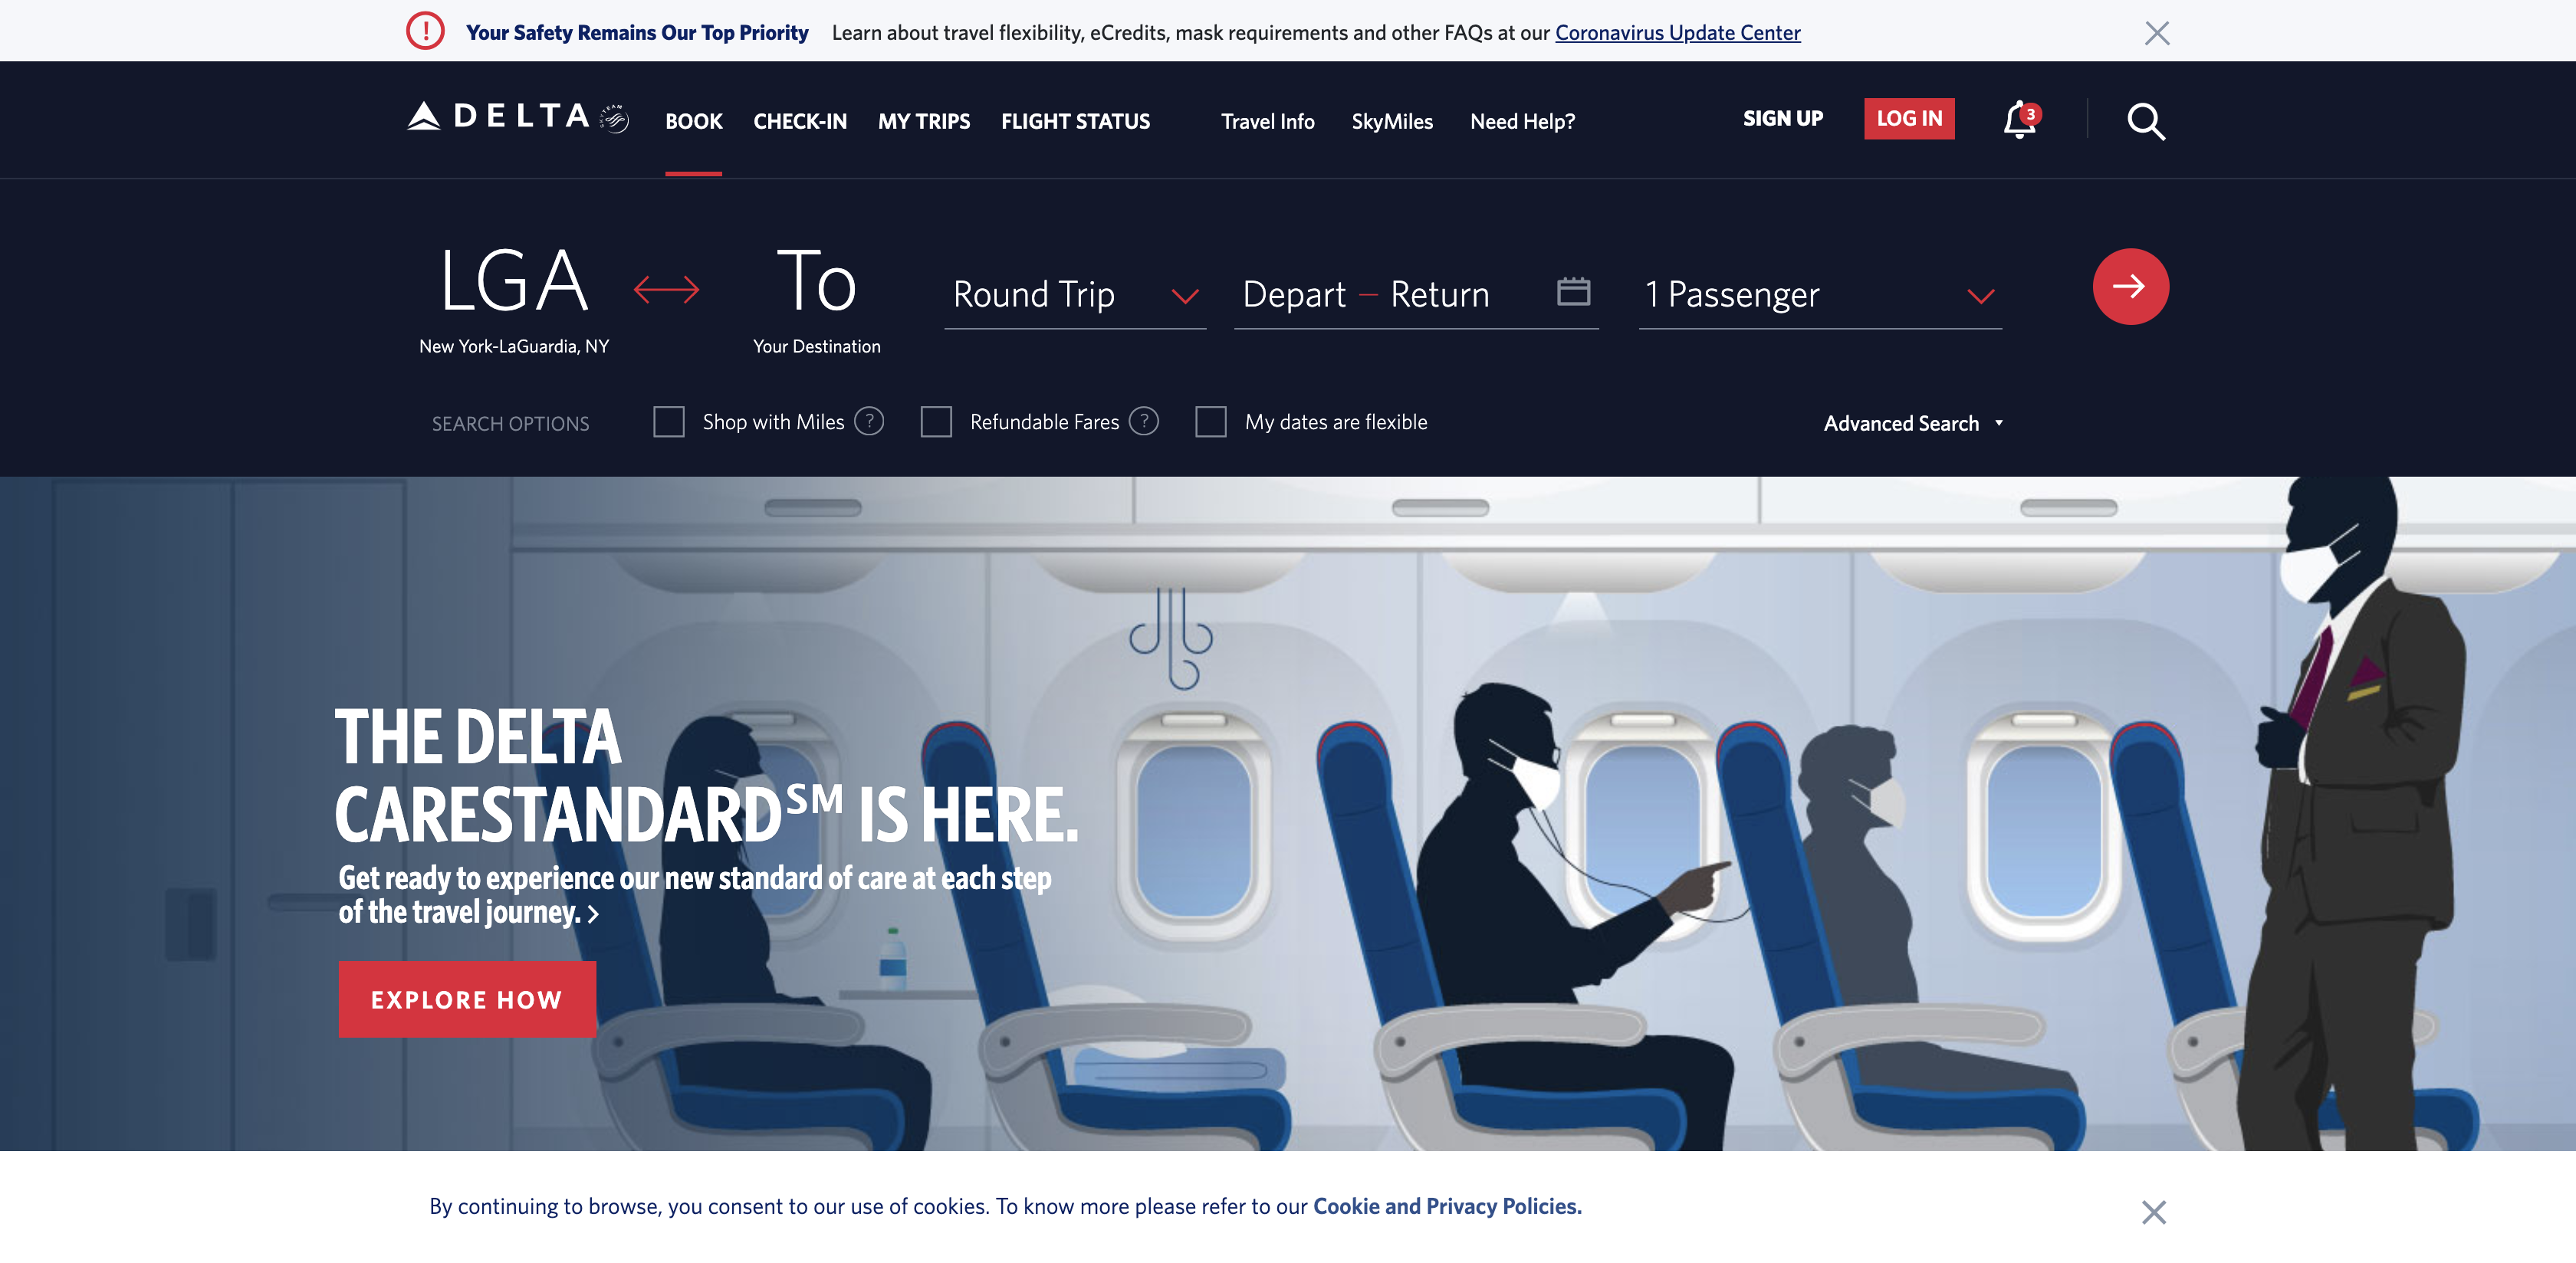 Your Safety Remains Our Top Priority Learn about travel flexibility, eCredits, mask requirements and other FAQs at our Coronavirus Update Center
DELTA BOOK CHECK-IN MY TRIPS FLIGHT STATUS Travel Info SkyMiles Need Help? SIGN UP LOG IN 3
LGA To Round Trip Depart – Return 1 Passenger
New York-LaGuardia, NY Your Destination
SEARCH OPTIONS Shop with Miles ? Refundable Fares ? My dates are flexible Advanced Search
THE DELTA
CARESTANDARD℠ IS HERE.
Get ready to experience our new standard of care at each step
of the travel journey. >
EXPLORE HOW
By continuing to browse, you consent to our use of cookies. To know more please refer to our Cookie and Privacy Policies.